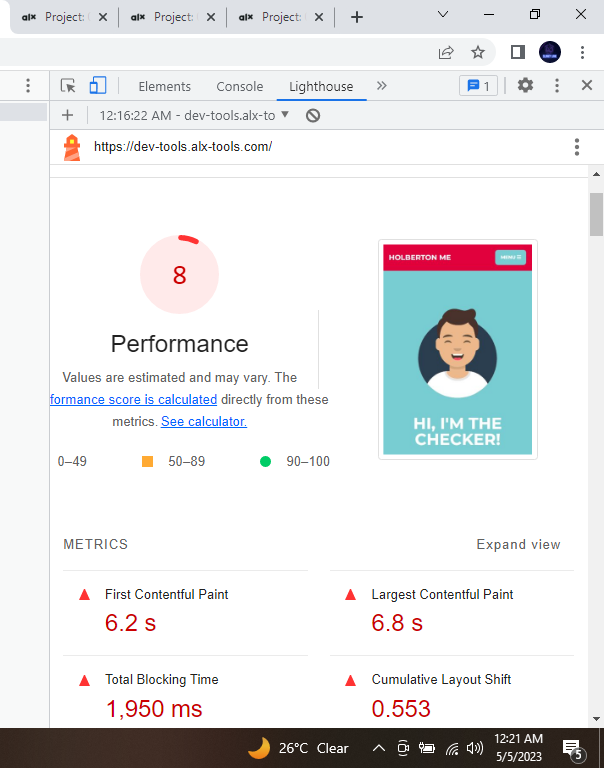 alx Project: alx Project: alx Project:
Elements Console Lighthouse 1
12:16:22 AM - dev-tools.alx-to
https://dev-tools.alx-tools.com/
8
Performance
Values are estimated and may vary. The
formance score is calculated directly from these
metrics. See calculator.
0–49 50–89 90–100
HOLBERTON ME MENU
HI, I'M THE
CHECKER!
METRICS Expand view
First Contentful Paint Largest Contentful Paint
6.2 s 6.8 s
Total Blocking Time Cumulative Layout Shift
1,950 ms 0.553
26°C Clear 12:21 AM
5/5/2023 5